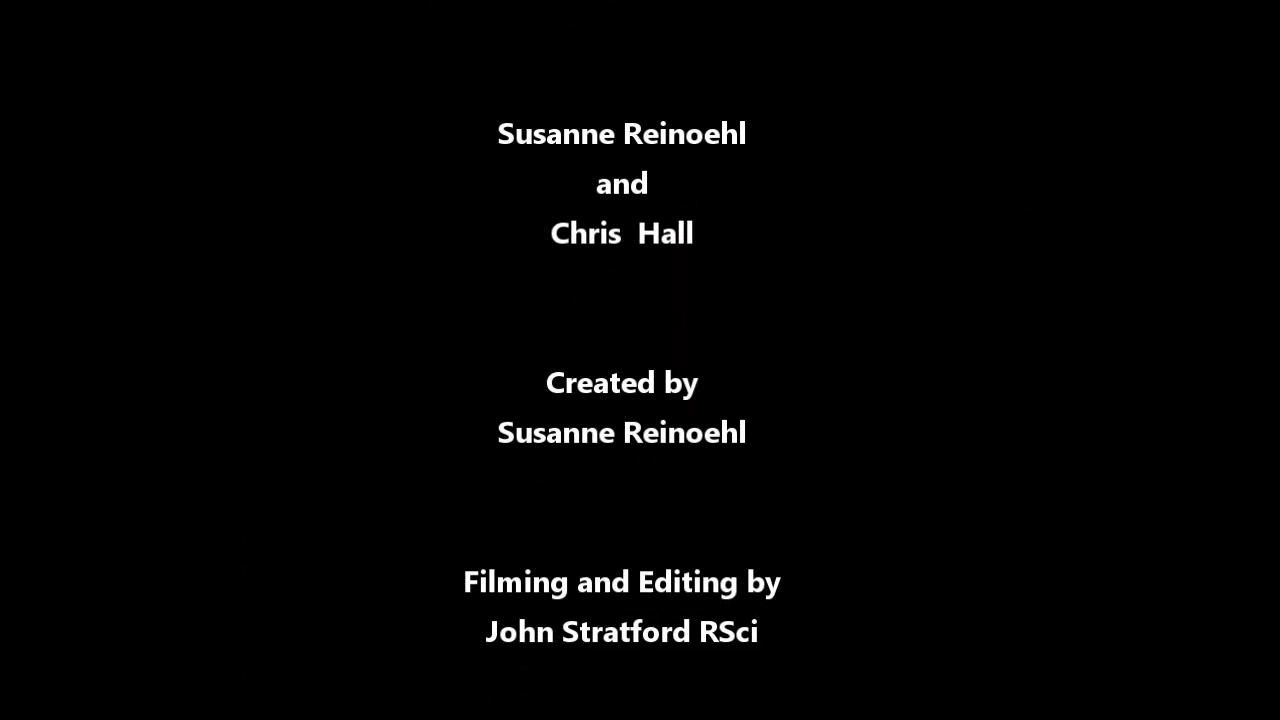 Susanne Reinoehl
and
Chris  Hall
Created by
Susanne Reinoehl
Filming and Editing by
John Stratford RSci